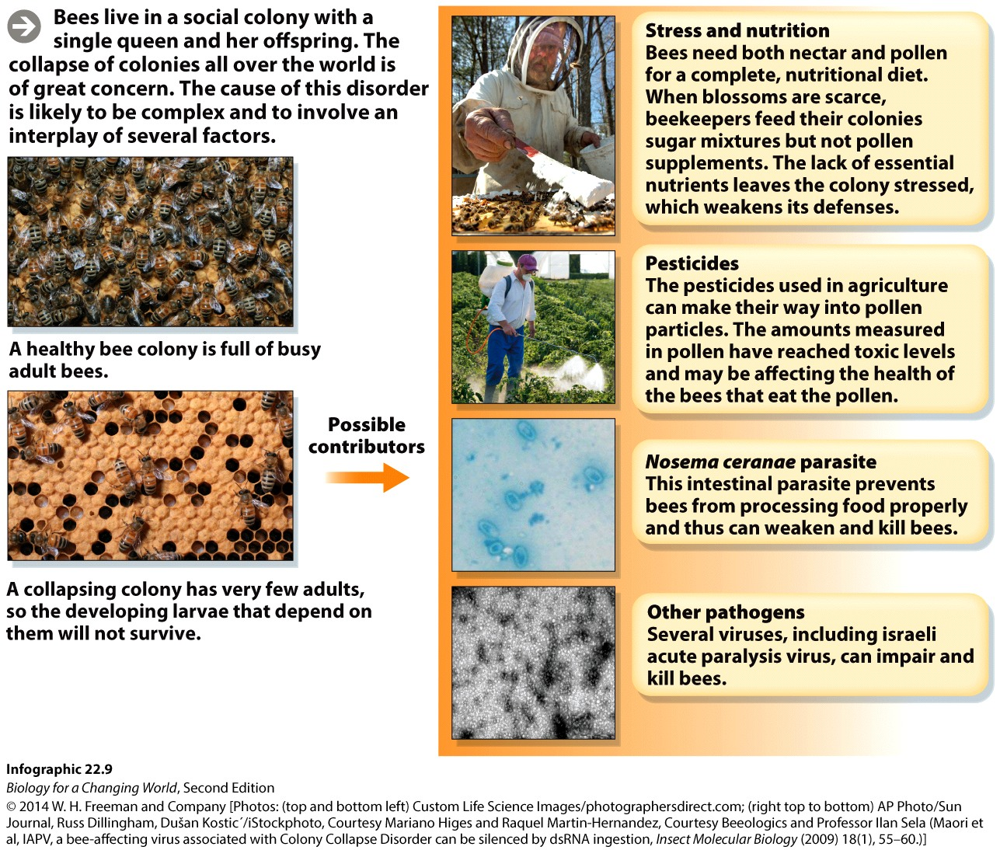 Bees live in a social colony with a
single queen and her offspring. The
collapse of colonies all over the world is
of great concern. The cause of this disorder
is likely to be complex and to involve an
interplay of several factors.
A healthy bee colony is full of busy
adult bees.
A collapsing colony has very few adults,
so the developing larvae that depend on
them will not survive.
Possible
contributors
Stress and nutrition
Bees need both nectar and pollen
for a complete, nutritional diet.
When blossoms are scarce,
beekeepers feed their colonies
sugar mixtures but not pollen
supplements. The lack of essential
nutrients leaves the colony stressed,
which weakens its defenses.
Pesticides
The pesticides used in agriculture
can make their way into pollen
particles. The amounts measured
in pollen have reached toxic levels
and may be affecting the health of
the bees that eat the pollen.
Nosema ceranae parasite
This intestinal parasite prevents
bees from processing food properly
and thus can weaken and kill bees.
Other pathogens
Several viruses, including israeli
acute paralysis virus, can impair and
kill bees.
Infographic 22.9
Biology for a Changing World, Second Edition
© 2014 W. H. Freeman and Company [Photos: (top and bottom left) Custom Life Science Images/photographersdirect.com; (right top to bottom) AP Photo/Sun
Journal, Russ Dillingham, Dušan Kostic´/iStockphoto, Courtesy Mariano Higes and Raquel Martin-Hernandez, Courtesy Beeologics and Professor Ilan Sela (Maori et
al, IAPV, a bee-affecting virus associated with Colony Collapse Disorder can be silenced by dsRNA ingestion, Insect Molecular Biology (2009) 18(1), 55–60.)]